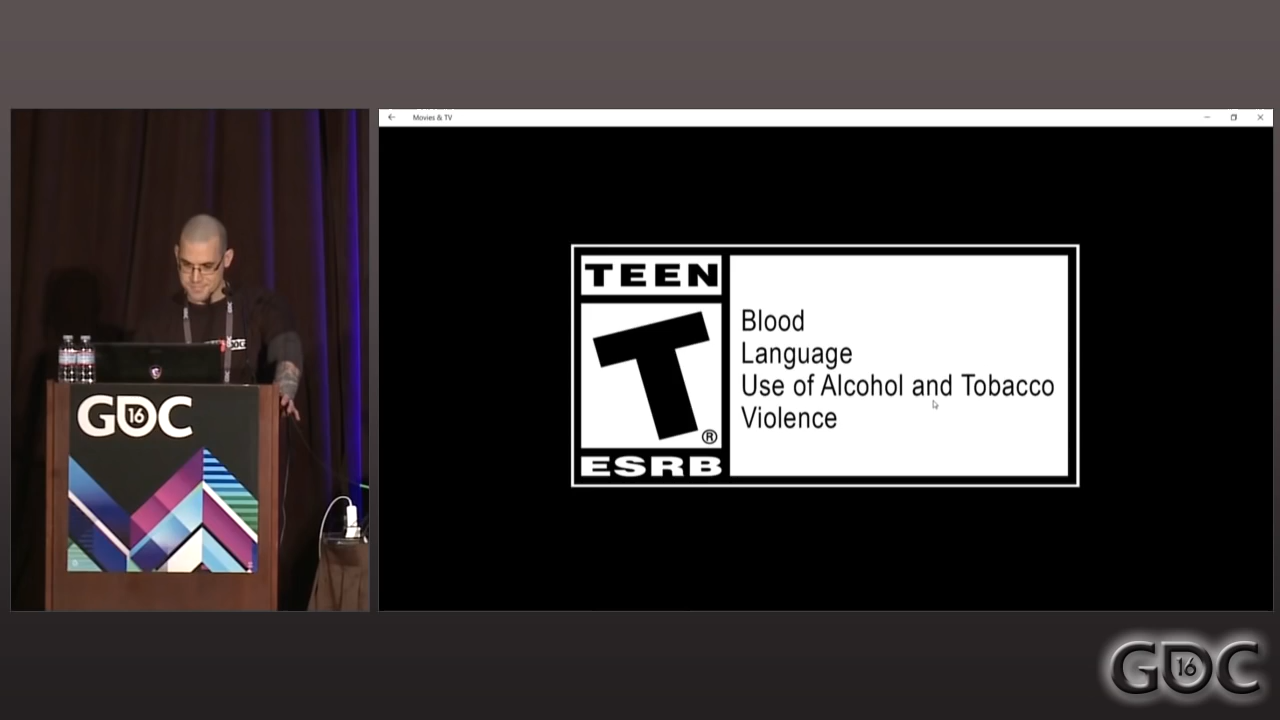 Movies & TV
TEEN
T
®
ESRB
Blood
Language
Use of Alcohol and Tobacco
Violence
GDC
16
GDC
16